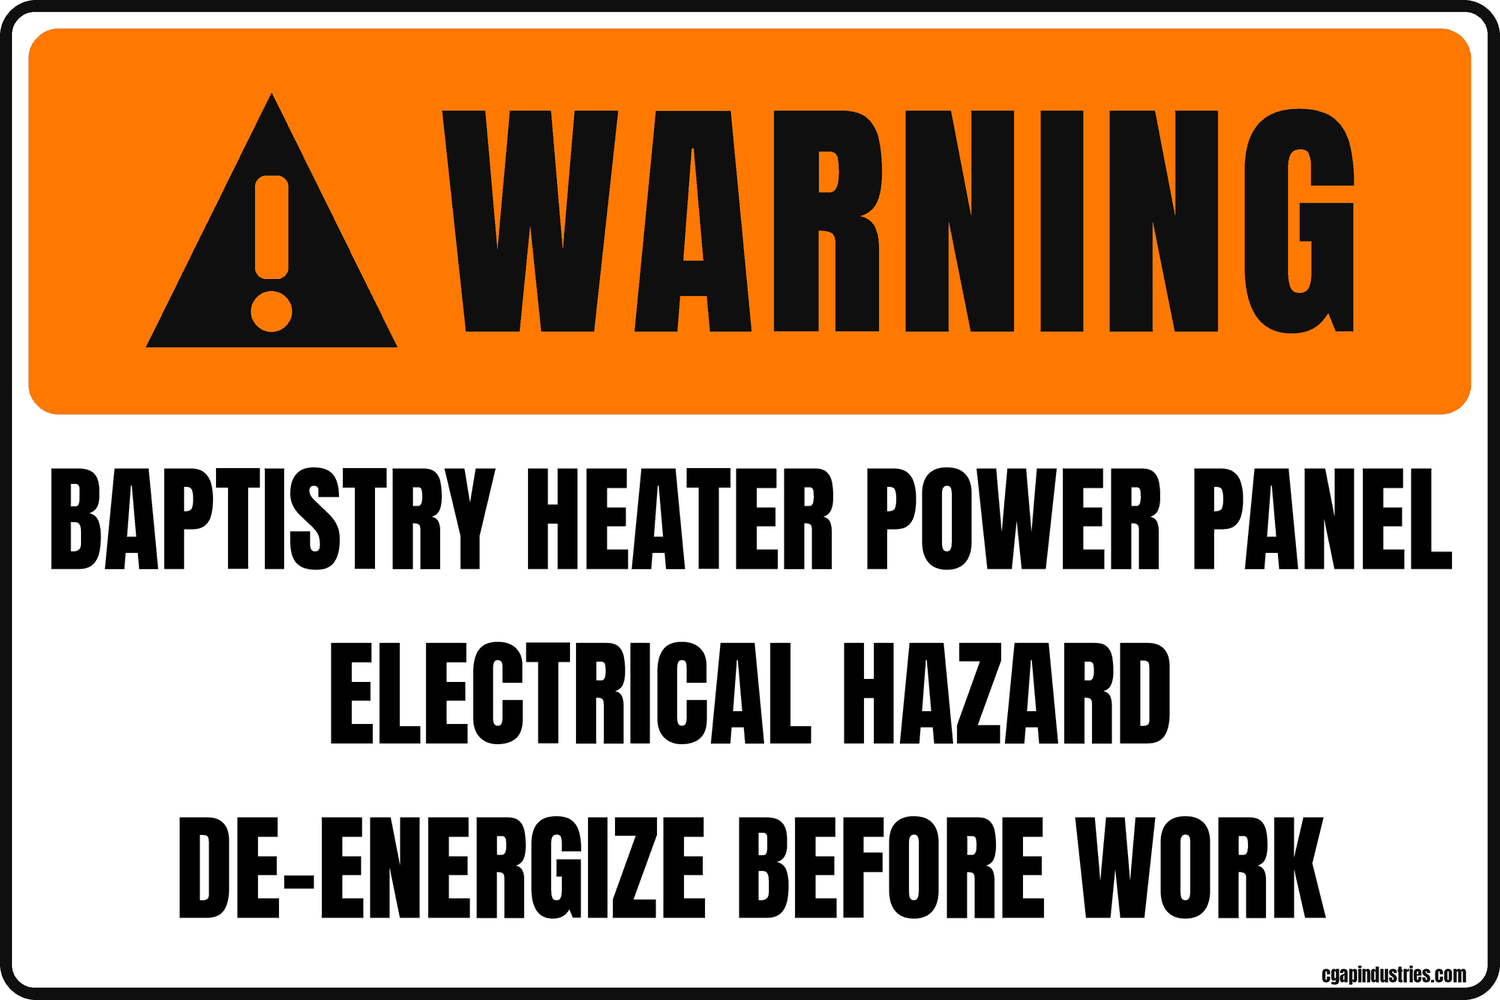 WARNING
BAPTISTRY HEATER POWER PANEL
ELECTRICAL HAZARD
DE-ENERGIZE BEFORE WORK
cgapindustries.com